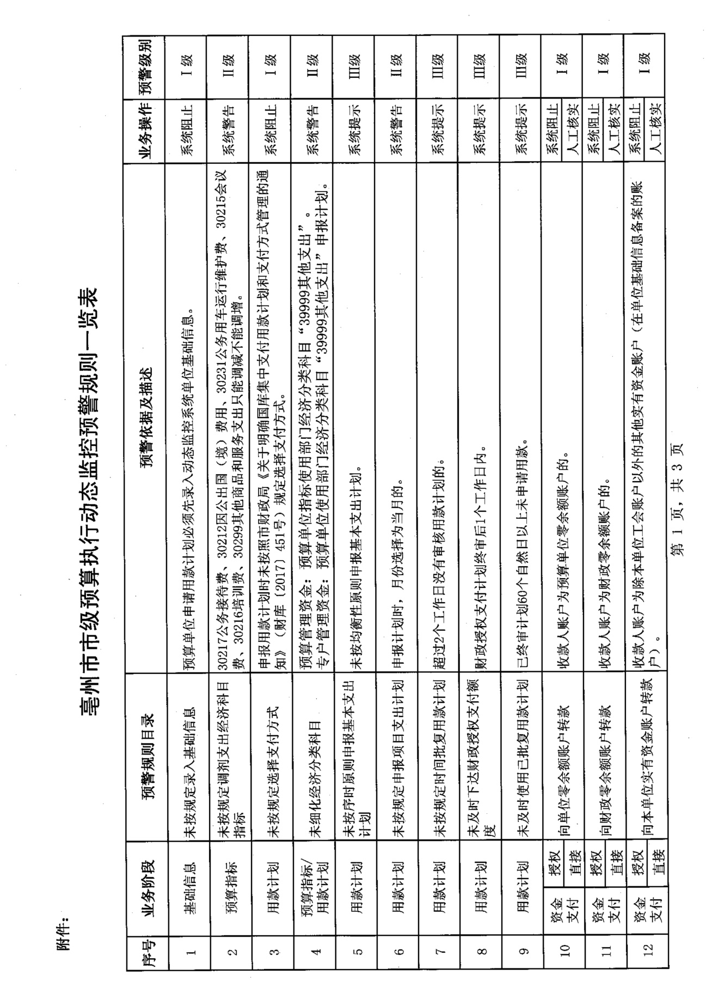 附件：
亳州市市级预算执行动态监控预警规则一览表
序号 业务阶段 预警规则目录 预警依据及描述 业务操作 预警级别
1 基础信息 未按规定录入基础信息 预算单位申请用款计划必须先录入动态监控系统单位基础信息。 系统阻止 Ⅰ级
2 预算指标 未按规定调剂支出经济科目
指标
30217公务接待费、30212因公出国（境）费用、30231公务用车运行维护费、30215会议
费、30216培训费、30299其他商品和服务支出只能调减不能调增。
系统警告 Ⅱ级
3 用款计划 未按规定选择支付方式
申报用款计划时未按照市财政局《关于明确国库集中支付用款计划和支付方式管理的通
知》（财库〔2017〕451号）规定选择支付方式。
系统阻止 Ⅰ级
4 预算指标/
用款计划
未细化经济分类科目
预算管理资金：预算单位指标使用部门经济分类科目“39999其他支出”。
专户管理资金：预算单位使用部门经济分类科目“39999其他支出”申报计划。
系统警告 Ⅱ级
5 用款计划 未按序时原则申报基本支出
计划
未按均衡性原则申报基本支出计划。 系统提示 Ⅲ级
6 用款计划 未按规定申报项目支出计划 申报计划时，月份选择为当月的。 系统警告 Ⅱ级
7 用款计划 未按规定时间批复用款计划 超过2个工作日没有审核用款计划的。 系统提示 Ⅲ级
8 用款计划 未及时下达财政授权支付额
度
财政授权支付计划终审后1个工作日内。 系统提示 Ⅲ级
9 用款计划 未及时使用已批复用款计划 已终审计划60个自然日以上未申请用款。 系统提示 Ⅲ级
10 资金
支付
授权
直接
向单位零余额账户转款 收款人账户为预算单位零余额账户的。 系统阻止
人工核实
Ⅰ级
11 资金
支付
授权
直接
向财政零余额账户转款 收款人账户为财政零余额账户的。 系统阻止
人工核实
Ⅰ级
12 资金
支付
授权
直接
向本单位实有资金账户转款
收款人账户为除本单位工会账户以外的其他实有资金账户（在单位基础信息备案的账
户）。
系统阻止
人工核实
Ⅰ级
第 1 页，共 3 页